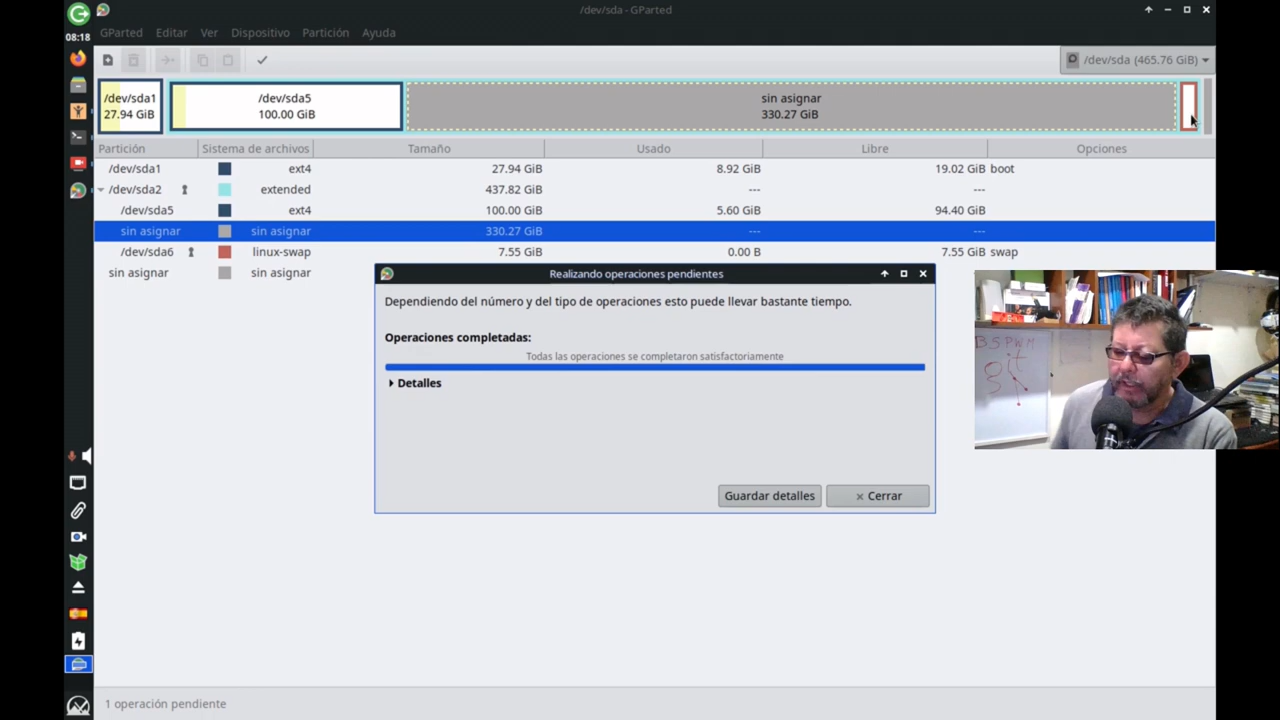 /dev/sda - GParted
08:18
GParted Editar Ver Dispositivo Partición Ayuda
/dev/sda (465.76 GiB)
/dev/sda1
27.94 GiB
/dev/sda5
100.00 GiB
sin asignar
330.27 GiB
Partición Sistema de archivos Tamaño Usado Libre Opciones
/dev/sda1 ext4 27.94 GiB 8.92 GiB 19.02 GiB boot
/dev/sda2 extended 437.82 GiB --- ---
/dev/sda5 ext4 100.00 GiB 5.60 GiB 94.40 GiB
sin asignar sin asignar 330.27 GiB --- ---
/dev/sda6 linux-swap 7.55 GiB 0.00 B 7.55 GiB swap
sin asignar sin asignar
Realizando operaciones pendientes
Dependiendo del número y del tipo de operaciones esto puede llevar bastante tiempo.
Operaciones completadas:
Todas las operaciones se completaron satisfactoriamente
Detalles
Guardar detalles Cerrar
1 operación pendiente